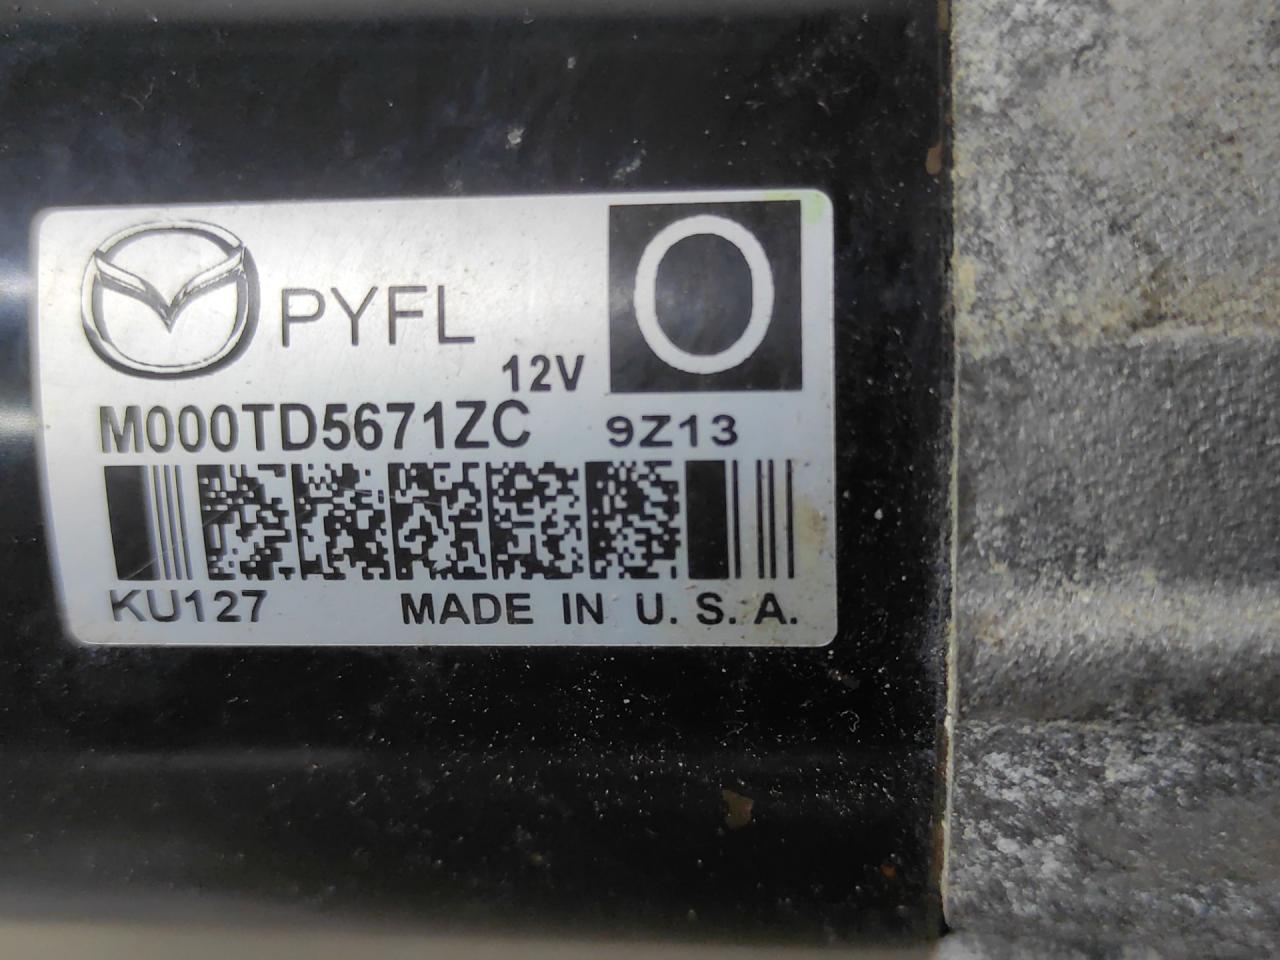 PYFL
O
12V
M000TD5671ZC 9Z13
KU127 MADE IN U.S.A.